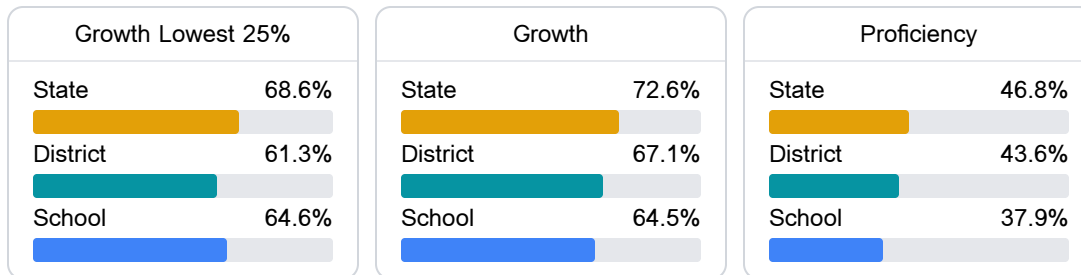 Growth Lowest 25%
State 68.6%
District 61.3%
School 64.6%
Growth
State 72.6%
District 67.1%
School 64.5%
Proficiency
State 46.8%
District 43.6%
School 37.9%